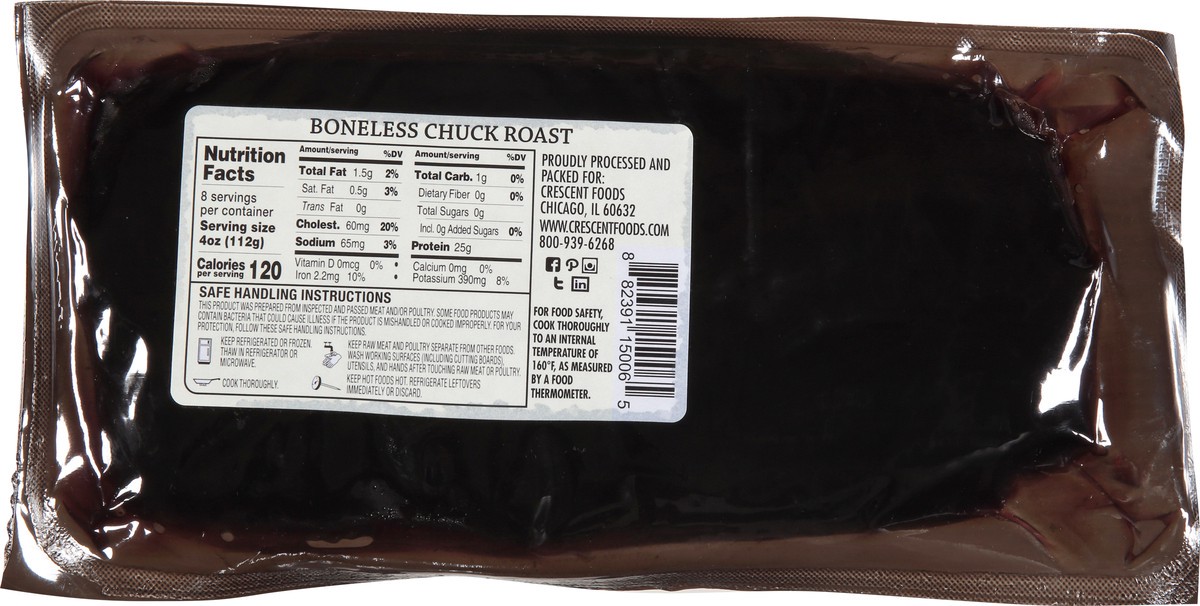 BONELESS CHUCK ROAST
Nutrition
Facts
8 servings
per container
Serving size
4oz (112g)
Calories
per serving
120
Amount/serving %DV
Total Fat 1.5g 2%
Sat. Fat 0.5g 3%
Trans Fat 0g
Cholest. 60mg 20%
Sodium 65mg 3%
Amount/serving %DV
Total Carb. 1g 0%
Dietary Fiber 0g 0%
Total Sugars 0g
Incl. 0g Added Sugars 0%
Protein 25g
Vitamin D 0mcg 0% • Calcium 0mg 0%
Iron 2.2mg 10% • Potassium 390mg 8%
SAFE HANDLING INSTRUCTIONS
THIS PRODUCT WAS PREPARED FROM INSPECTED AND PASSED MEAT AND/OR POULTRY. SOME FOOD PRODUCTS MAY
CONTAIN BACTERIA THAT COULD CAUSE ILLNESS IF THE PRODUCT IS MISHANDLED OR COOKED IMPROPERLY. FOR YOUR
PROTECTION, FOLLOW THESE SAFE HANDLING INSTRUCTIONS.
KEEP REFRIGERATED OR FROZEN.
THAW IN REFRIGERATOR OR
MICROWAVE.
KEEP RAW MEAT AND POULTRY SEPARATE FROM OTHER FOODS.
WASH WORKING SURFACES (INCLUDING CUTTING BOARDS),
UTENSILS, AND HANDS AFTER TOUCHING RAW MEAT OR POULTRY.
COOK THOROUGHLY.
KEEP HOT FOODS HOT. REFRIGERATE LEFTOVERS
IMMEDIATELY OR DISCARD.
PROUDLY PROCESSED AND
PACKED FOR:
CRESCENT FOODS
CHICAGO, IL 60632
WWW.CRESCENTFOODS.COM
800-939-6268
FOR FOOD SAFETY,
COOK THOROUGHLY
TO AN INTERNAL
TEMPERATURE OF
160°F, AS MEASURED
BY A FOOD
THERMOMETER.
8 82391 15006 5